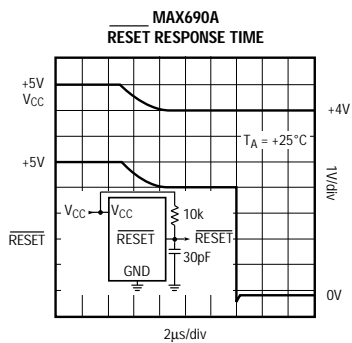 MAX690A
RESET RESPONSE TIME
+5V
VCC
+4V
TA = +25°C
+5V
1V/div
VCC
VCC
10k
RESET
RESET
RESET
30pF
GND
0V
2µs/div